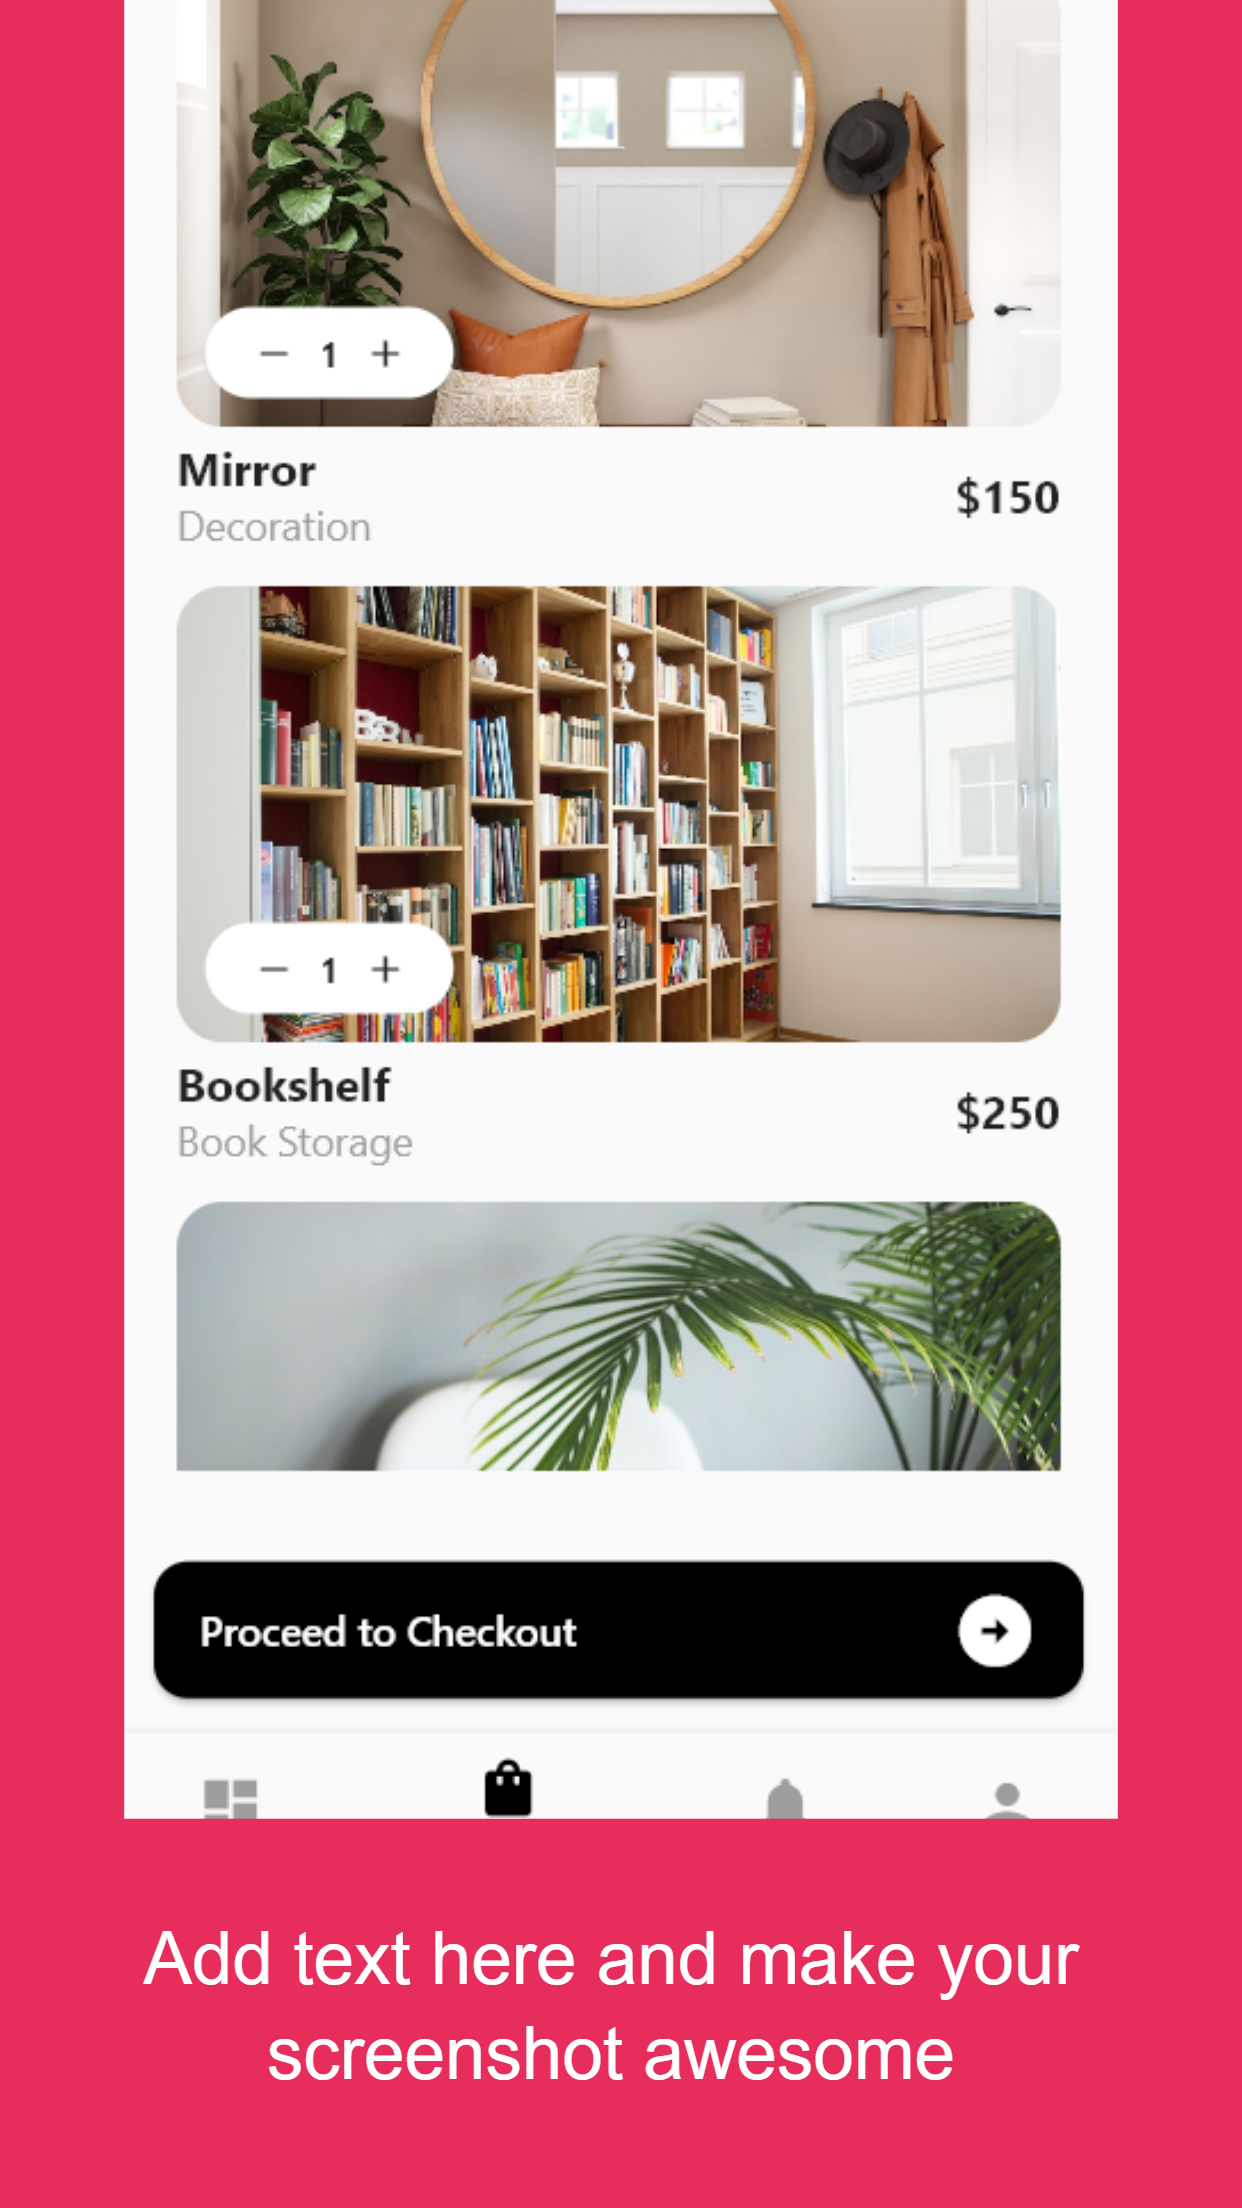 1
Mirror
Decoration
$150
1
Bookshelf
Book Storage
$250
Proceed to Checkout
Add text here and make your
screenshot awesome